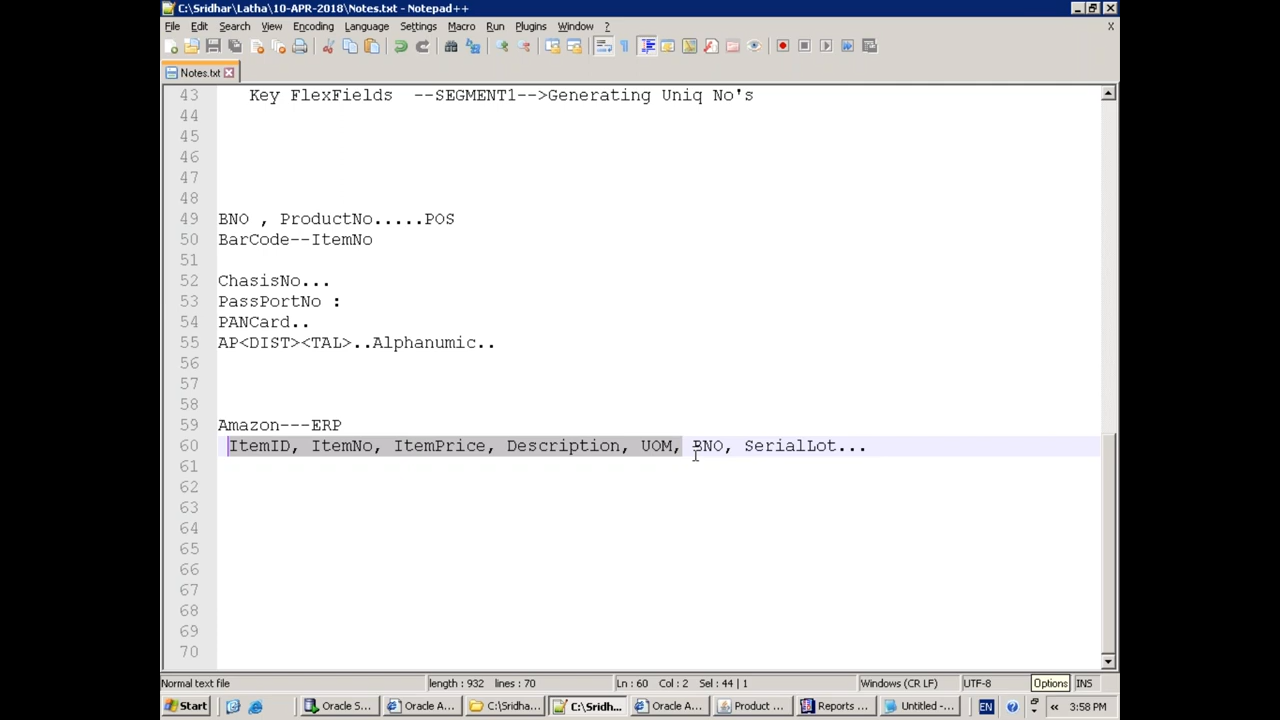 C:\Sridhar\Latha\10-APR-2018\Notes.txt - Notepad++
File Edit Search View Encoding Language Settings Tools Macro Run Plugins Window ?
X
Notes.txt
43 Key FlexFields --SEGMENT1-->Generating Uniq No's
44
45
46
47
48
49 BNO , ProductNo.....POS
50 BarCode--ItemNo
51
52 ChasisNo...
53 PassPortNo :
54 PANCard..
55 AP<DIST><TAL>..Alphanumic..
56
57
58
59 Amazon---ERP
60 ItemID, ItemNo, ItemPrice, Description, UOM, BNO, SerialLot...
61
62
63
64
65
66
67
68
69
70
Normal text file length : 932 lines : 70 Ln : 60 Col : 2 Sel : 44 | 1 Windows (CR LF) UTF-8 Options INS
Start Oracle S... Oracle A... C:\Sridha... C:\Sridh... Oracle A... Product ... Reports ... Untitled -... EN « 3:58 PM